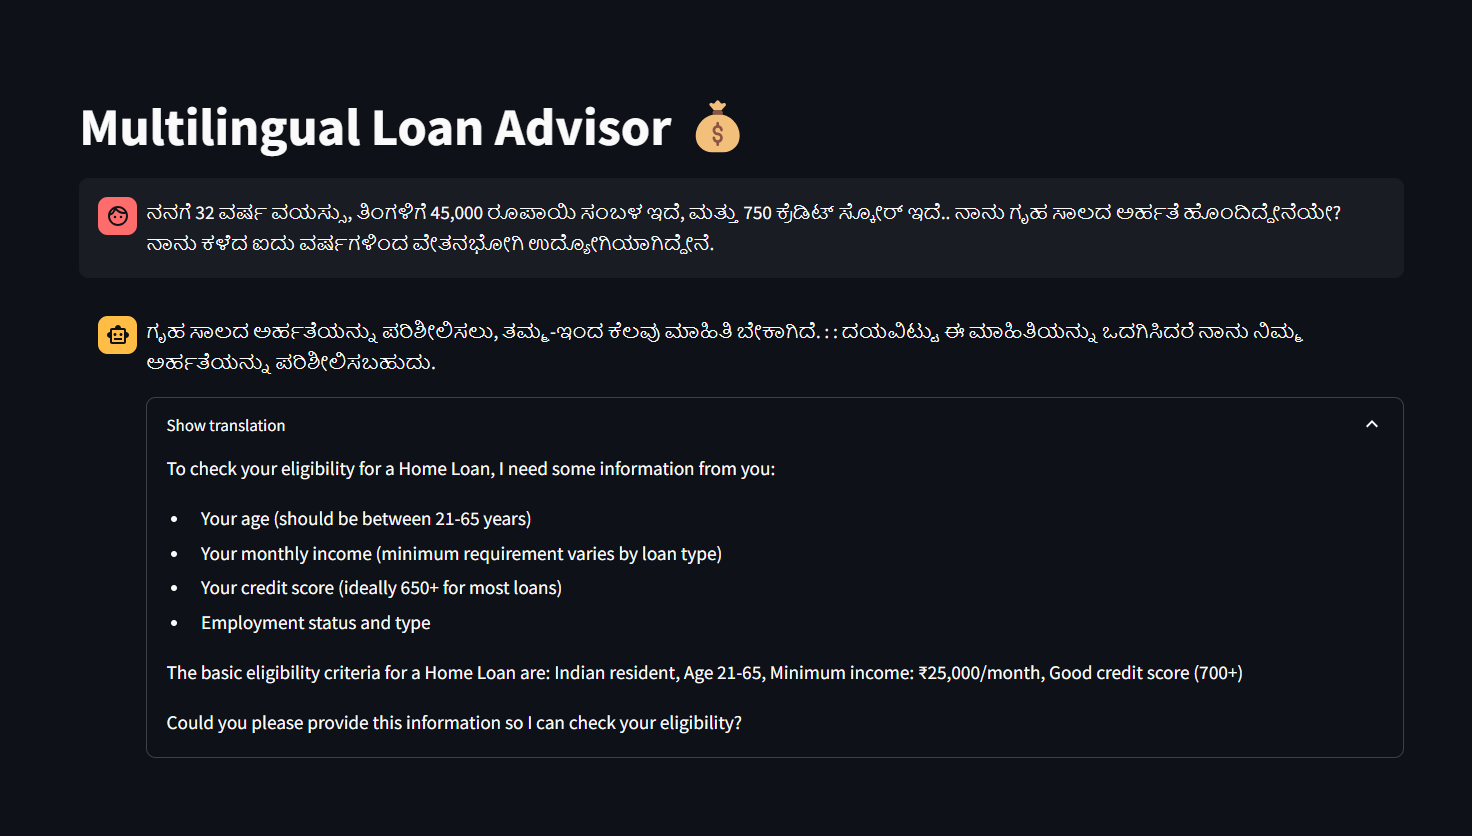 Multilingual Loan Advisor
ನನಗೆ 32 ವರ್ಷ ವಯಸ್ಸು, ತಿಂಗಳಿಗೆ 45,000 ರೂಪಾಯಿ ಸಂಬಳ ಇದೆ, ಮತ್ತು 750 ಕ್ರೆಡಿಟ್ ಸ್ಕೋರ್ ಇದೆ.. ನಾನು ಗೃಹ ಸಾಲದ ಅರ್ಹತೆ ಹೊಂದಿದ್ದೇನೆಯೇ?
ನಾನು ಕಳೆದ ಐದು ವರ್ಷಗಳಿಂದ ವೇತನಭೋಗಿ ಉದ್ಯೋಗಿಯಾಗಿದ್ದೇನೆ.
ಗೃಹ ಸಾಲದ ಅರ್ಹತೆಯನ್ನು ಪರಿಶೀಲಿಸಲು, ತಮ್ಮ-ಇಂದ ಕೆಲವು ಮಾಹಿತಿ ಬೇಕಾಗಿದೆ.: : ದಯವಿಟ್ಟು ಈ ಮಾಹಿತಿಯನ್ನು ಒದಗಿಸಿದರೆ ನಾನು ನಿಮ್ಮ
ಅರ್ಹತೆಯನ್ನು ಪರಿಶೀಲಿಸಬಹುದು.
Show translation
To check your eligibility for a Home Loan, I need some information from you:
• Your age (should be between 21-65 years)
• Your monthly income (minimum requirement varies by loan type)
• Your credit score (ideally 650+ for most loans)
• Employment status and type
The basic eligibility criteria for a Home Loan are: Indian resident, Age 21-65, Minimum income: ₹25,000/month, Good credit score (700+)
Could you please provide this information so I can check your eligibility?